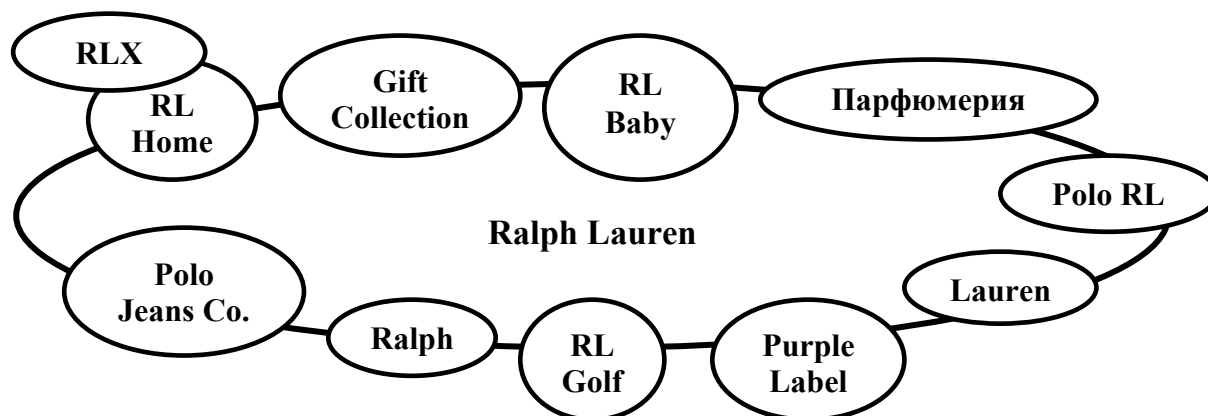 RLX
RL
Home
Gift
Collection
RL
Baby
Парфюмерия
Polo RL
Ralph Lauren
Lauren
Polo
Jeans Co.
Ralph
RL
Golf
Purple
Label